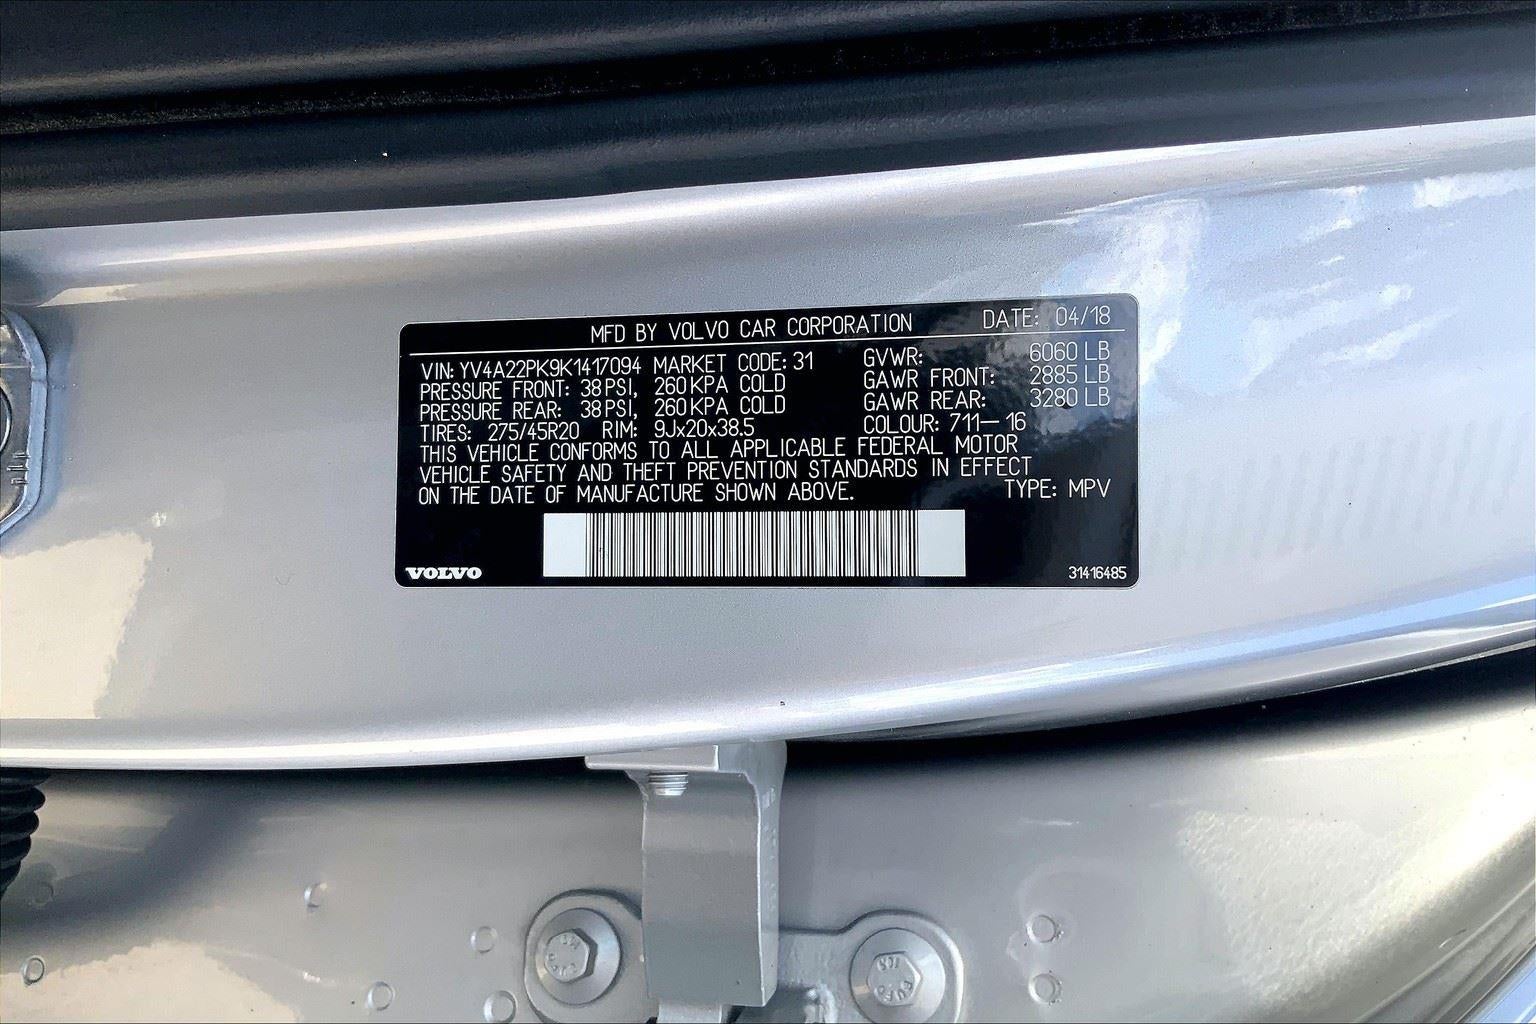 MFD BY VOLVO CAR CORPORATION DATE: 04/18
VIN: YV4A22PK9K1417094 MARKET CODE: 31 GVWR: 6060 LB
PRESSURE FRONT: 38 PSI, 260 KPA COLD GAWR FRONT: 2885 LB
PRESSURE REAR: 38 PSI, 260 KPA COLD GAWR REAR: 3280 LB
TIRES: 275/45R20 RIM: 9Jx20x38.5 COLOUR: 711-16
THIS VEHICLE CONFORMS TO ALL APPLICABLE FEDERAL MOTOR
VEHICLE SAFETY AND THEFT PREVENTION STANDARDS IN EFFECT
ON THE DATE OF MANUFACTURE SHOWN ABOVE. TYPE: MPV
VOLVO 31416485